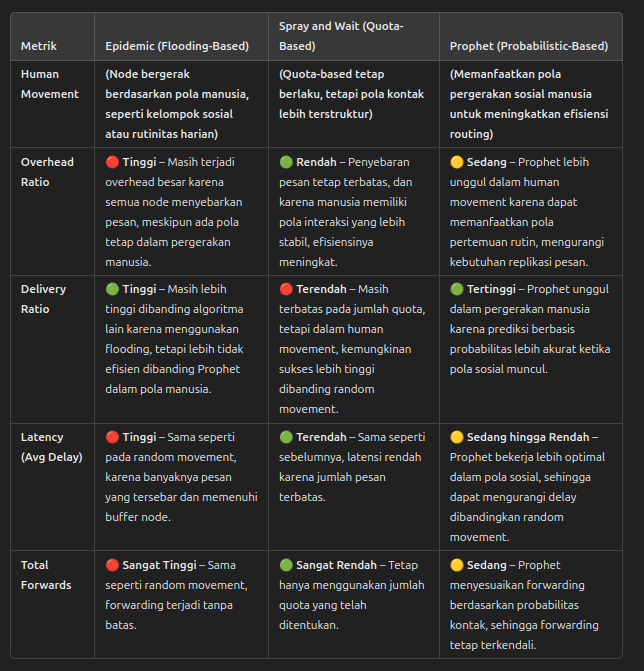 Metrik
Epidemic (Flooding-Based)
Spray and Wait (Quota-
Based)
Prophet (Probabilistic-Based)
Human
Movement
(Node bergerak
berdasarkan pola manusia,
seperti kelompok sosial
atau rutinitas harian)
(Quota-based tetap
berlaku, tetapi pola kontak
lebih terstruktur)
(Memanfaatkan pola
pergerakan sosial manusia
untuk meningkatkan efisiensi
routing)
Overhead
Ratio
🔴 Tinggi – Masih terjadi
overhead besar karena
semua node menyebarkan
pesan, meskipun ada pola
tetap dalam pergerakan
manusia.
🟢 Rendah – Penyebaran
pesan tetap terbatas, dan
karena manusia memiliki
pola interaksi yang lebih
stabil, efisiensinya
meningkat.
🟡 Sedang – Prophet lebih
unggul dalam human
movement karena dapat
memanfaatkan pola
pertemuan rutin, mengurangi
kebutuhan replikasi pesan.
Delivery
Ratio
🟢 Tinggi – Masih lebih
tinggi dibanding algoritma
lain karena menggunakan
flooding, tetapi lebih tidak
efisien dibanding Prophet
dalam pola manusia.
🔴 Terendah – Masih
terbatas pada jumlah quota,
tetapi dalam human
movement, kemungkinan
sukses lebih tinggi
dibanding random
movement.
🟢 Tertinggi – Prophet unggul
dalam pergerakan manusia
karena prediksi berbasis
probabilitas lebih akurat ketika
pola sosial muncul.
Latency
(Avg Delay)
🔴 Tinggi – Sama seperti
pada random movement,
karena banyaknya pesan
yang tersebar dan memenuhi
buffer node.
🟢 Terendah – Sama seperti
sebelumnya, latensi rendah
karena jumlah pesan
terbatas.
🟡 Sedang hingga Rendah –
Prophet bekerja lebih optimal
dalam pola sosial, sehingga
dapat mengurangi delay
dibandingkan random
movement.
Total
Forwards
🔴 Sangat Tinggi – Sama
seperti random movement,
forwarding terjadi tanpa
batas.
🟢 Sangat Rendah – Tetap
hanya menggunakan jumlah
quota yang telah
ditentukan.
🟡 Sedang – Prophet
menyesuaikan forwarding
berdasarkan probabilitas
kontak, sehingga forwarding
tetap terkendali.